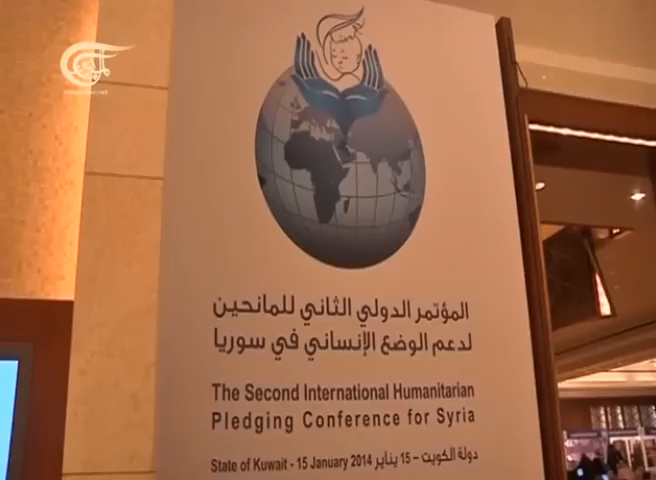 الميادين
المؤتمر الدولي الثاني للمانحين
لدعم الوضع الإنساني في سوريا
The Second International Humanitarian
Pledging Conference for Syria
State of Kuwait - 15 January 2014 دولة الكويت – 15 يناير